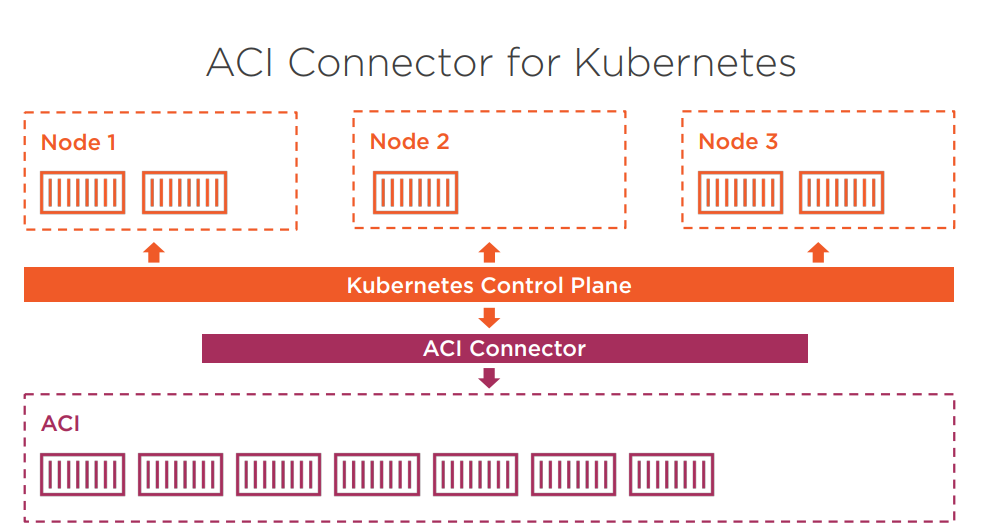 ACI Connector for Kubernetes
Node 1
Node 2
Node 3
Kubernetes Control Plane
ACI Connector
ACI